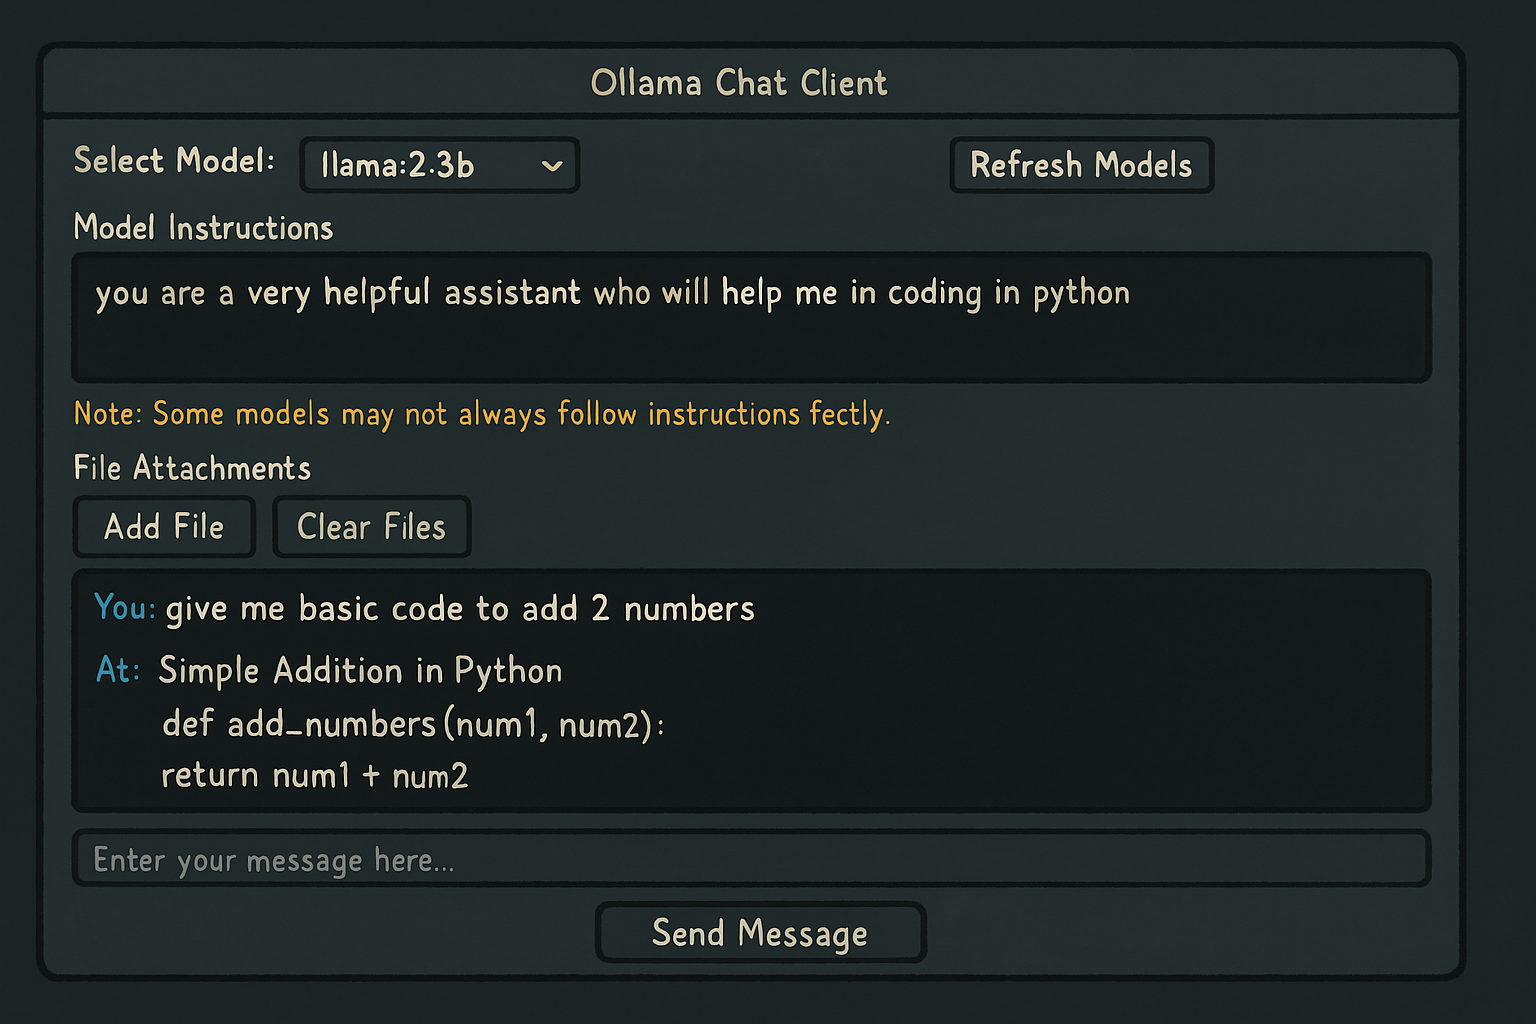 Ollama Chat Client
Select Model: llama:2.3b Refresh Models
Model Instructions
you are a very helpful assistant who will help me in coding in python
Note: Some models may not always follow instructions fectly.
File Attachments
Add File Clear Files
You: give me basic code to add 2 numbers
At: Simple Addition in Python
def add_numbers(num1, num2):
return num1 + num2
Enter your message here...
Send Message